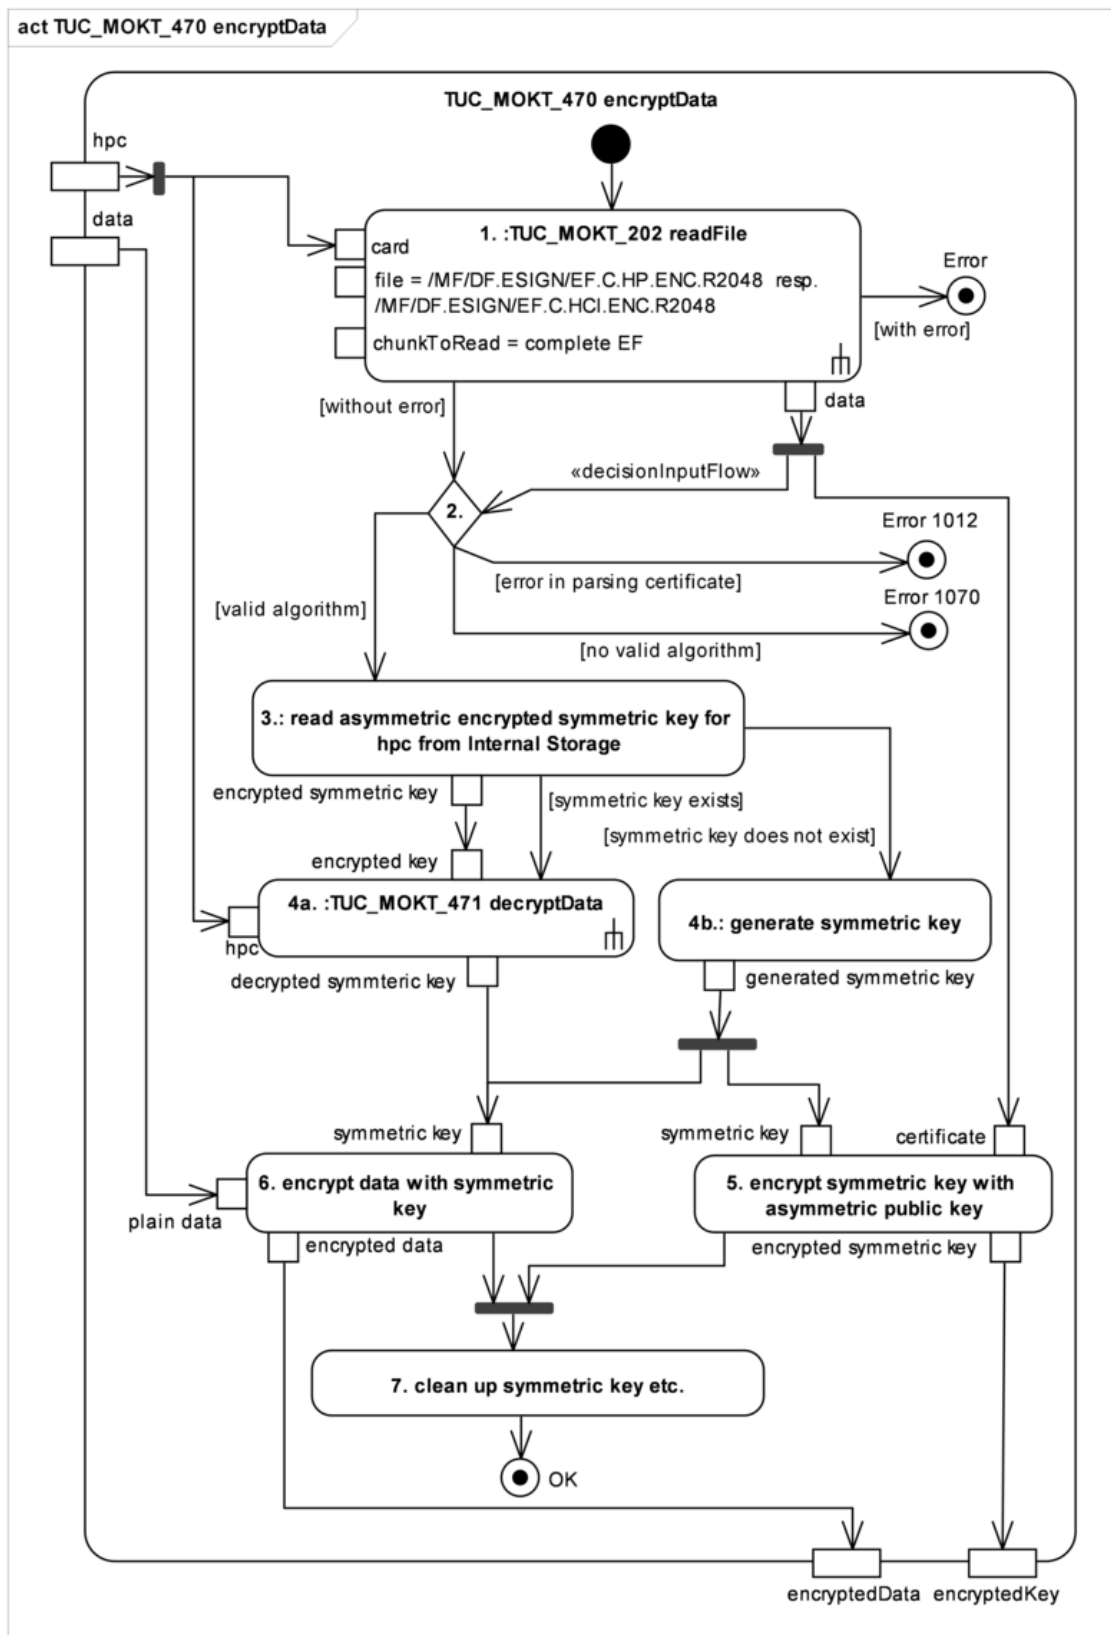 act TUC_MOKT_470 encryptData
TUC_MOKT_470 encryptData
hpc
data
1. :TUC_MOKT_202 readFile
card
file = /MF/DF.ESIGN/EF.C.HP.ENC.R2048 resp.
/MF/DF.ESIGN/EF.C.HCI.ENC.R2048
chunkToRead = complete EF
Error
[with error]
[without error]
data
«decisionInputFlow»
2.
Error 1012
[error in parsing certificate]
Error 1070
[valid algorithm]
[no valid algorithm]
3.: read asymmetric encrypted symmetric key for
hpc from Internal Storage
encrypted symmetric key
[symmetric key exists]
[symmetric key does not exist]
encrypted key
4a. :TUC_MOKT_471 decryptData
hpc
4b.: generate symmetric key
decrypted symmteric key
generated symmetric key
symmetric key
symmetric key
certificate
6. encrypt data with symmetric
key
5. encrypt symmetric key with
asymmetric public key
plain data
encrypted data
encrypted symmetric key
7. clean up symmetric key etc.
OK
encryptedData
encryptedKey